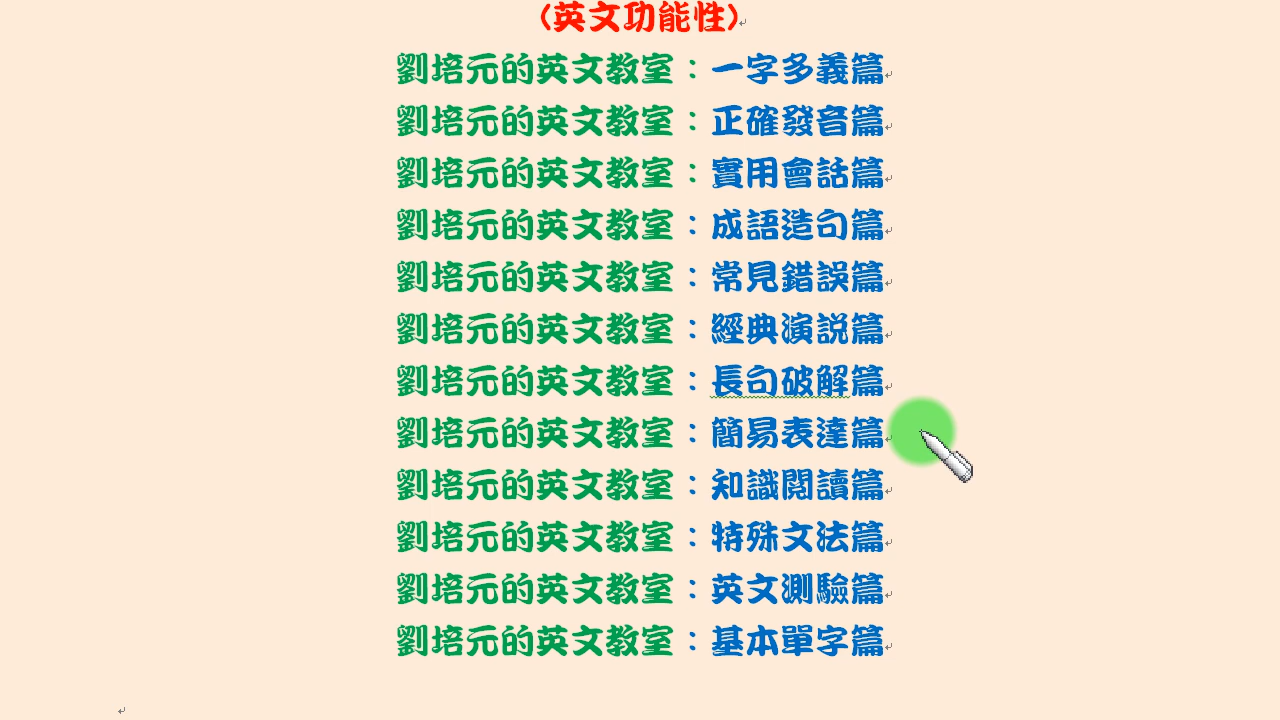 (英文功能性)
劉培元的英文教室：一字多義篇
劉培元的英文教室：正確發音篇
劉培元的英文教室：實用會話篇
劉培元的英文教室：成語造句篇
劉培元的英文教室：常見錯誤篇
劉培元的英文教室：經典演說篇
劉培元的英文教室：長句破解篇
劉培元的英文教室：簡易表達篇
劉培元的英文教室：知識閱讀篇
劉培元的英文教室：特殊文法篇
劉培元的英文教室：英文測驗篇
劉培元的英文教室：基本單字篇